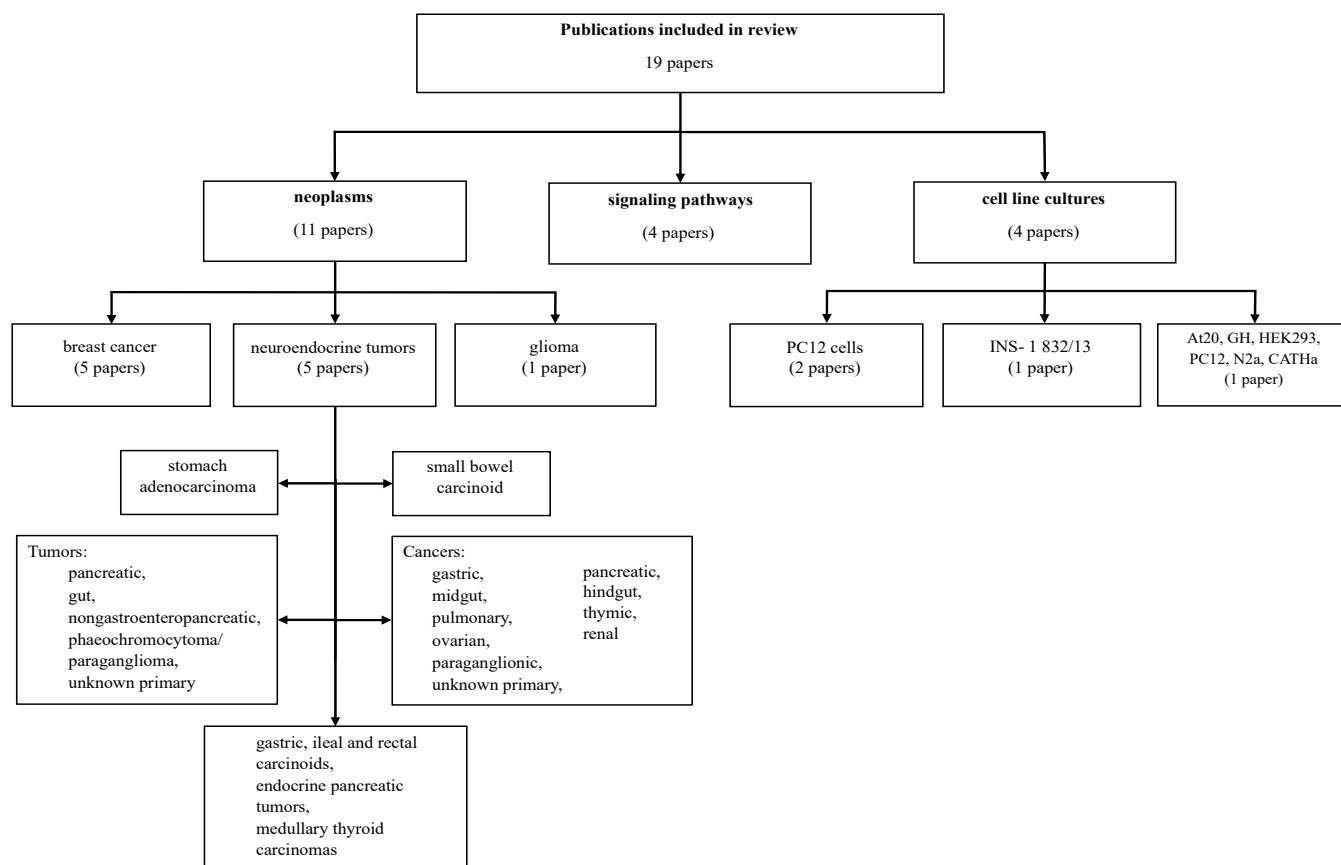 Publications included in review
19 papers
neoplasms
(11 papers)
signaling pathways
(4 papers)
cell line cultures
(4 papers)
breast cancer
(5 papers)
neuroendocrine tumors
(5 papers)
glioma
(1 paper)
PC12 cells
(2 papers)
INS- 1 832/13
(1 paper)
At20, GH, HEK293,
PC12, N2a, CATHa
(1 paper)
stomach
adenocarcinoma
small bowel
carcinoid
Tumors:
pancreatic,
gut,
nongastroenteropancreatic,
phaeochromocytoma/
paraganglioma,
unknown primary
Cancers:
gastric,
midgut,
pulmonary,
ovarian,
paraganglionic,
unknown primary,
pancreatic,
hindgut,
thymic,
renal
gastric, ileal and rectal
carcinoids,
endocrine pancreatic
tumors,
medullary thyroid
carcinomas